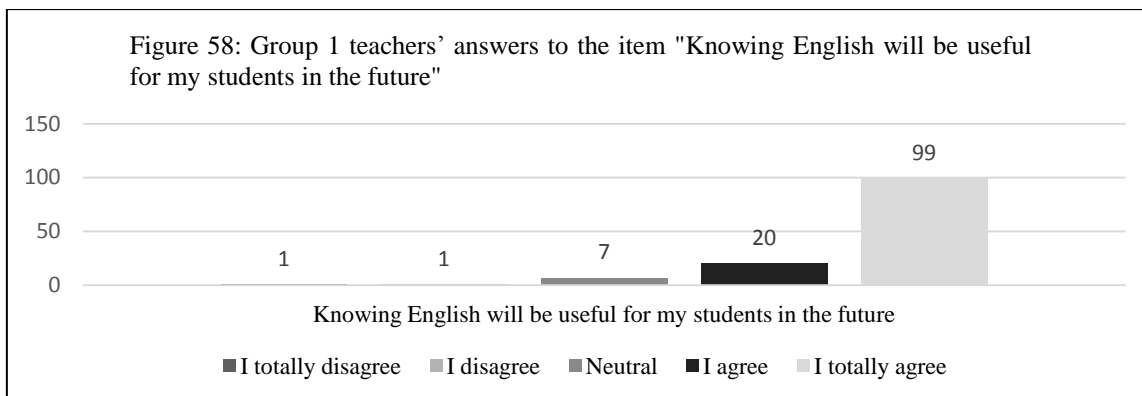 Figure 58: Group 1 teachers’ answers to the item "Knowing English will be useful
for my students in the future"
150
100
50
0
1
1
7
20
99
Knowing English will be useful for my students in the future
I totally disagree
I disagree
Neutral
I agree
I totally agree